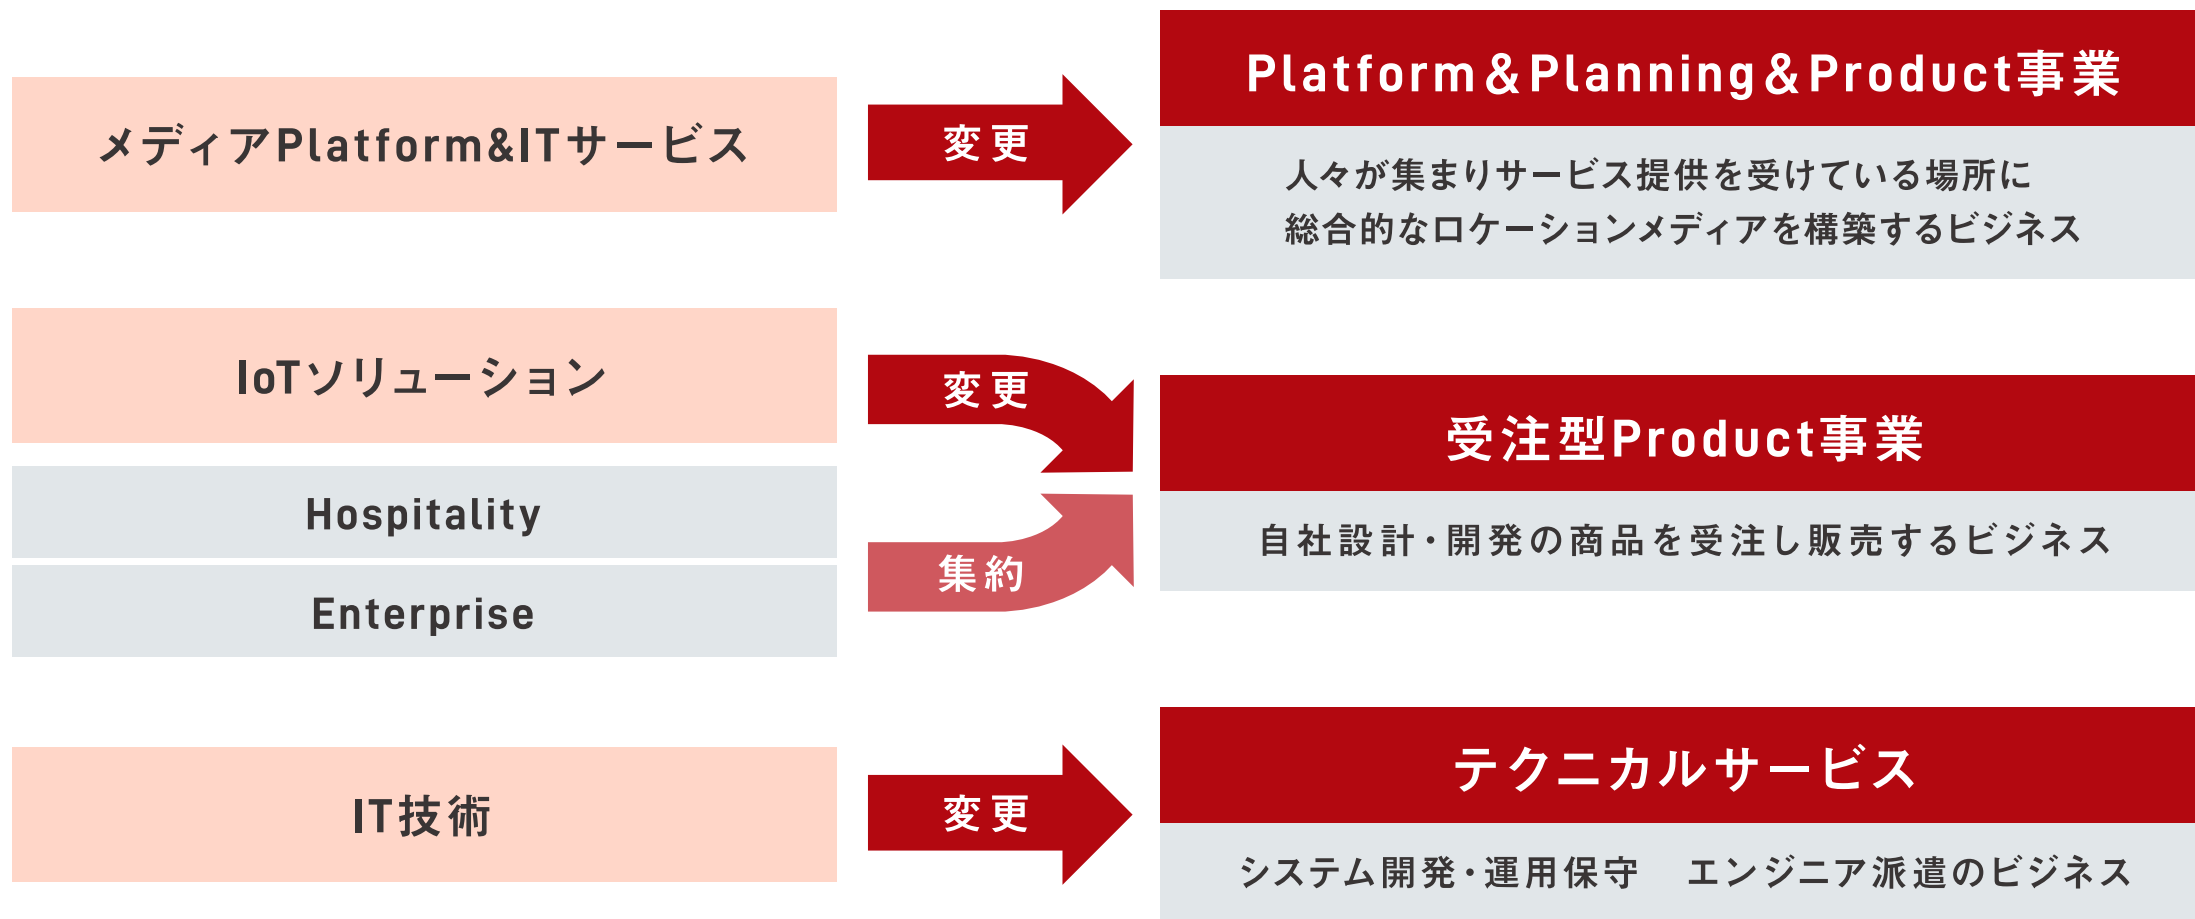 メディアPlatform&ITサービス
変更
Platform&Planning&Product事業
人々が集まりサービス提供を受けている場所に
総合的なロケーションメディアを構築するビジネス
IoTソリューション
Hospitality
Enterprise
変更
集約
受注型Product事業
自社設計・開発の商品を受注し販売するビジネス
IT技術
変更
テクニカルサービス
システム開発・運用保守　エンジニア派遣のビジネス